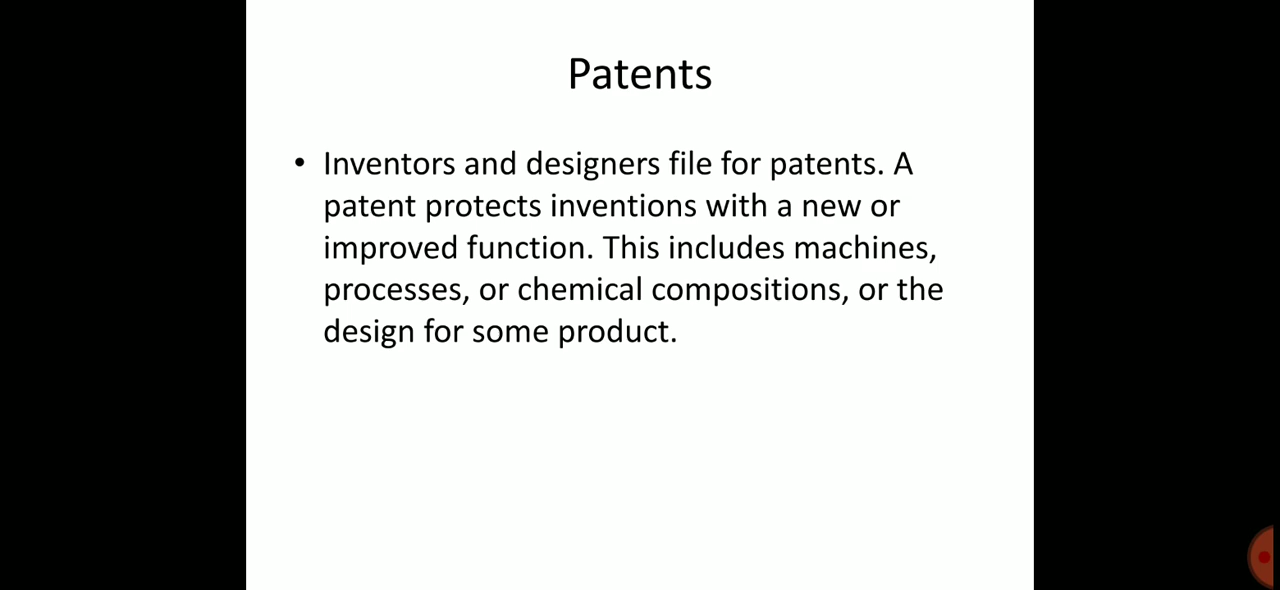 Patents
• Inventors and designers file for patents. A
patent protects inventions with a new or
improved function. This includes machines,
processes, or chemical compositions, or the
design for some product.